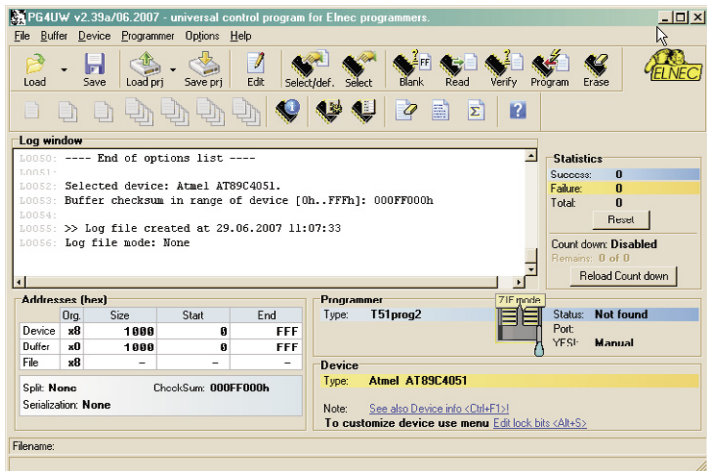 PG4UW v2.39a/06.2007 - universal control program for Elnec programmers.
File Buffer Device Programmer Options Help
Load Save Load prj Save prj Edit Select/def. Select Blank Read Verify Program Erase
ELNEC
Log window
L0050: ---- End of options list ----
L0051:
L0052: Selected device: Atmel AT89C4051.
L0053: Buffer checksum in range of device [0h..FFFh]: 000FF000h
L0054:
L0055: >> Log file created at 29.06.2007 11:07:33
L0056: Log file mode: None
Statistics
Success: 0
Failure: 0
Total: 0
Reset
Count down: Disabled
Remains: 0 of 0
Reload Count down
Addresses (hex)
Org. Size Start End
Device x8 1000 0 FFF
Buffer x8 1000 0 FFF
File x8 - - -
Split: None CheckSum: 000FF000h
Serialization: None
Programmer
Type: T51prog2
ZIF mode
Status: Not found
Port:
YES!: Manual
Device
Type: Atmel AT89C4051
Note: See also Device info <Ctrl+F1>!
To customize device use menu Edit lock bits <Alt+S>
Filename: